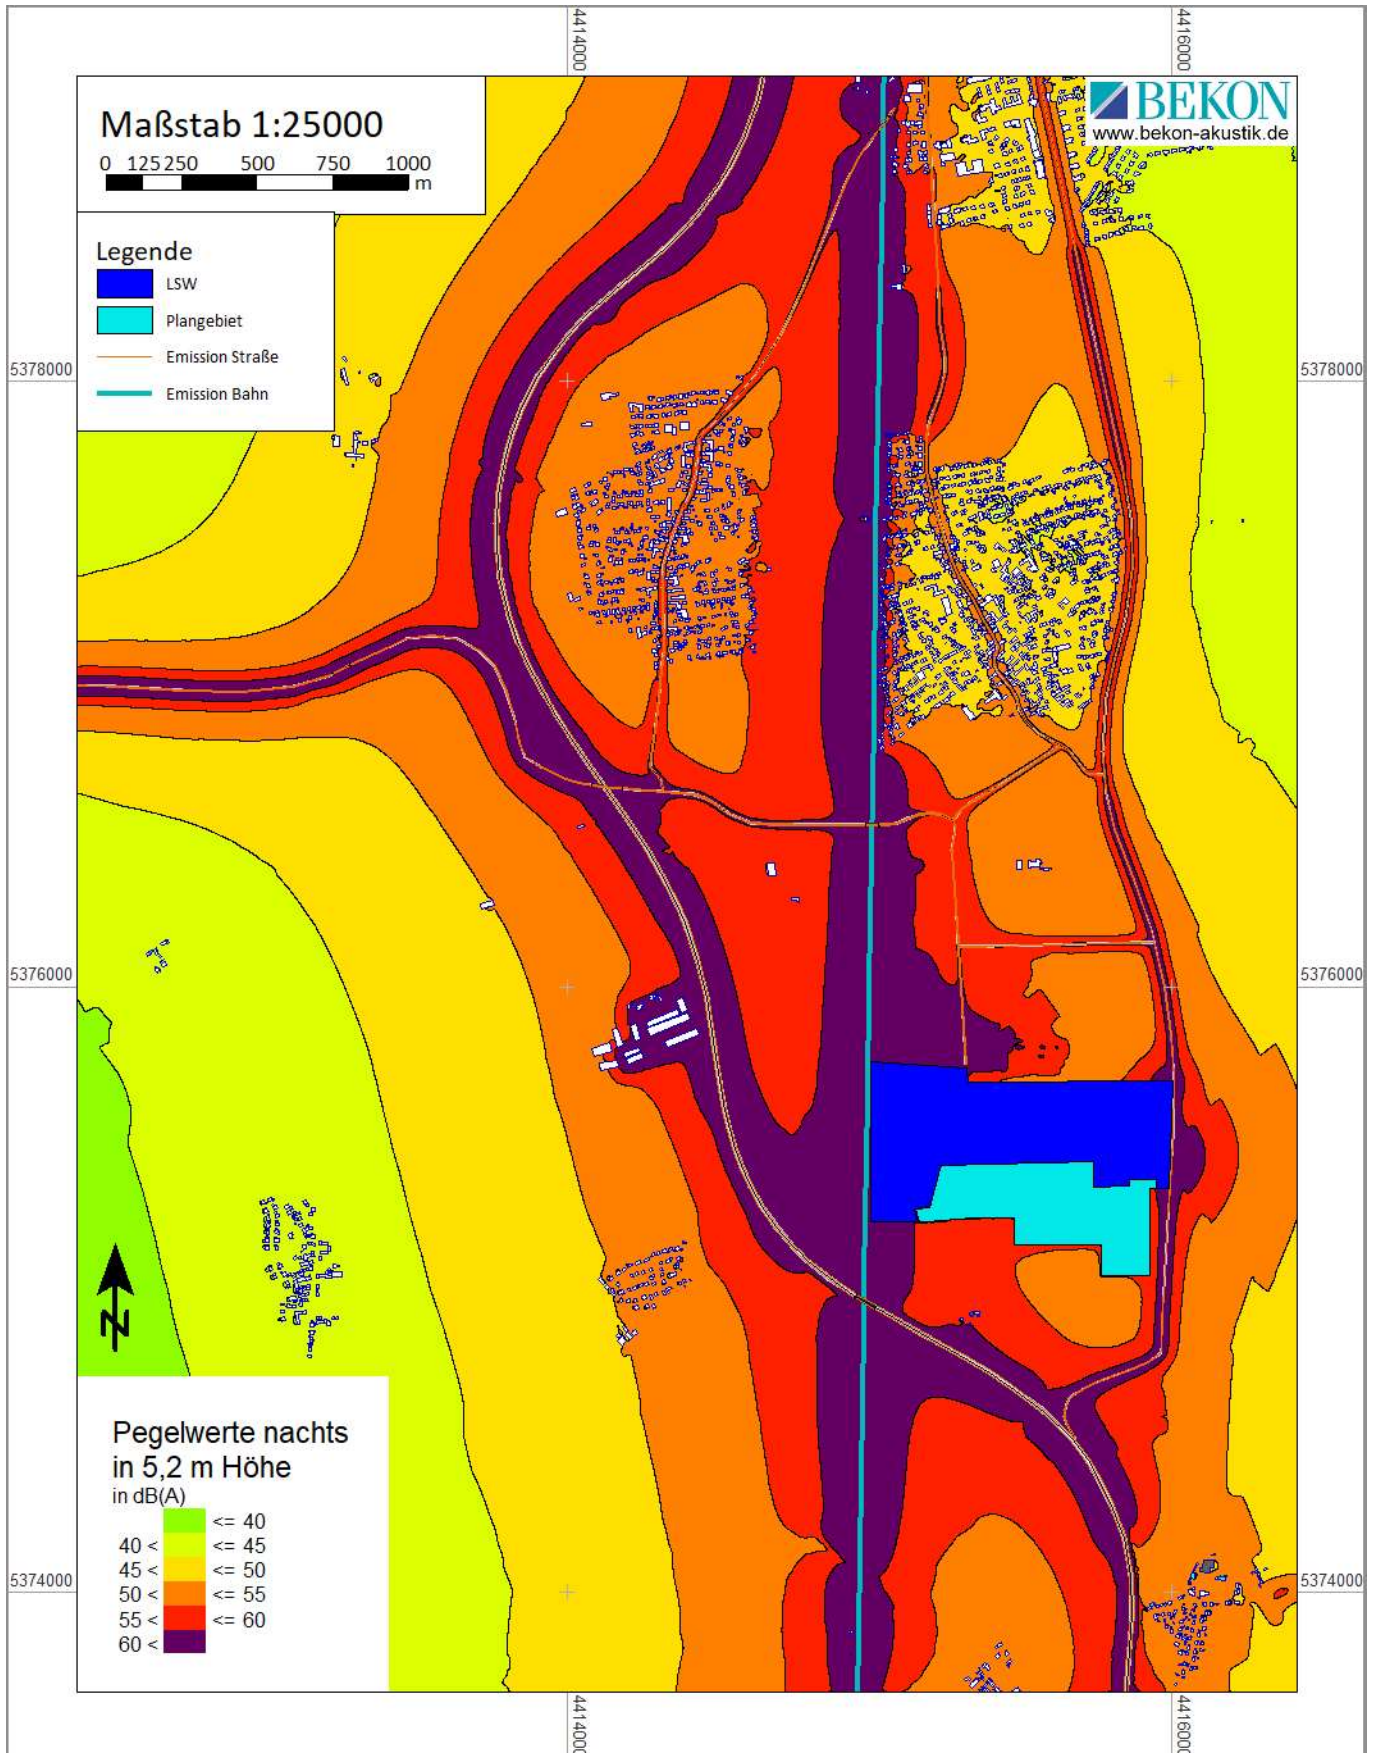 4414000
4416000
Maßstab 1:25000
0 125 250 500 750 1000
m
BEKON
www.bekon-akustik.de
Legende
LSW
Plangebiet
Emission Straße
Emission Bahn
5378000
5378000
5376000
5376000
N
Pegelwerte nachts
in 5,2 m Höhe
in dB(A)
<= 40
40 < <= 45
45 < <= 50
50 < <= 55
55 < <= 60
60 <
5374000
5374000
4414000
4416000